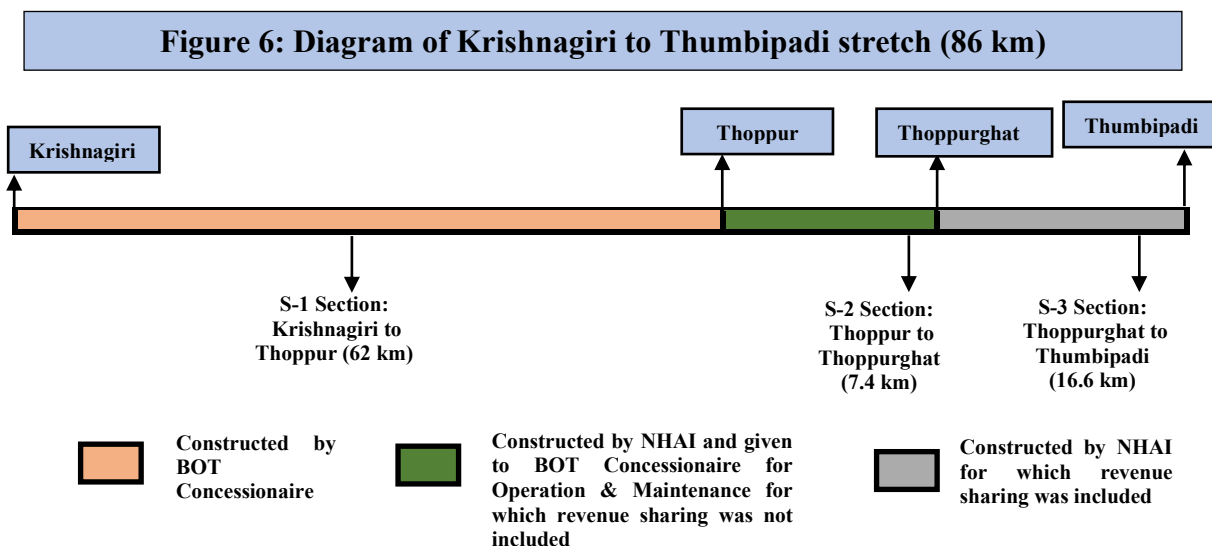 Figure 6: Diagram of Krishnagiri to Thumbipadi stretch (86 km)
Krishnagiri
Thoppur
Thoppurghat
Thumbipadi
S-1 Section:
Krishnagiri to
Thoppur (62 km)
S-2 Section:
Thoppur to
Thoppurghat
(7.4 km)
S-3 Section:
Thoppurghat to
Thumbipadi
(16.6 km)
Constructed by
BOT
Concessionaire
Constructed by NHAI and given
to BOT Concessionaire for
Operation & Maintenance for
which revenue sharing was not
included
Constructed by NHAI
for which revenue
sharing was included